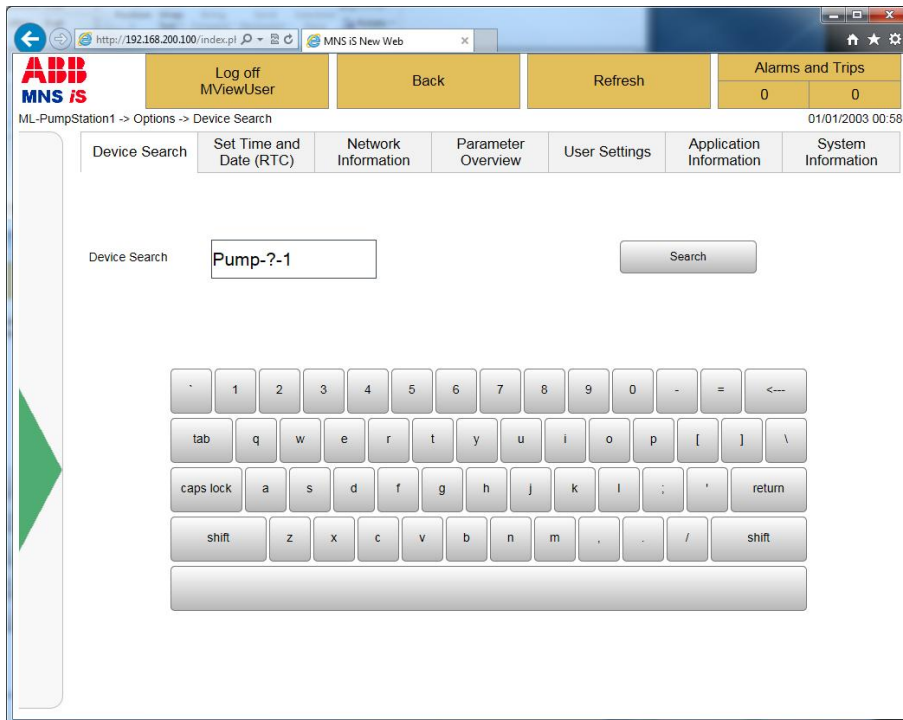 http://192.168.200.100/index.pl
MNS iS New Web
ABB
MNS iS
Log off
MViewUser
Back
Refresh
Alarms and Trips
0 0
ML-PumpStation1 -> Options -> Device Search
01/01/2003 00:58
Device Search
Set Time and
Date (RTC)
Network
Information
Parameter
Overview
User Settings
Application
Information
System
Information
Device Search
Pump-?-1
Search
` 1 2 3 4 5 6 7 8 9 0 - = <---
tab q w e r t y u i o p [ ] \
caps lock a s d f g h j k l ; ' return
shift z x c v b n m , . / shift